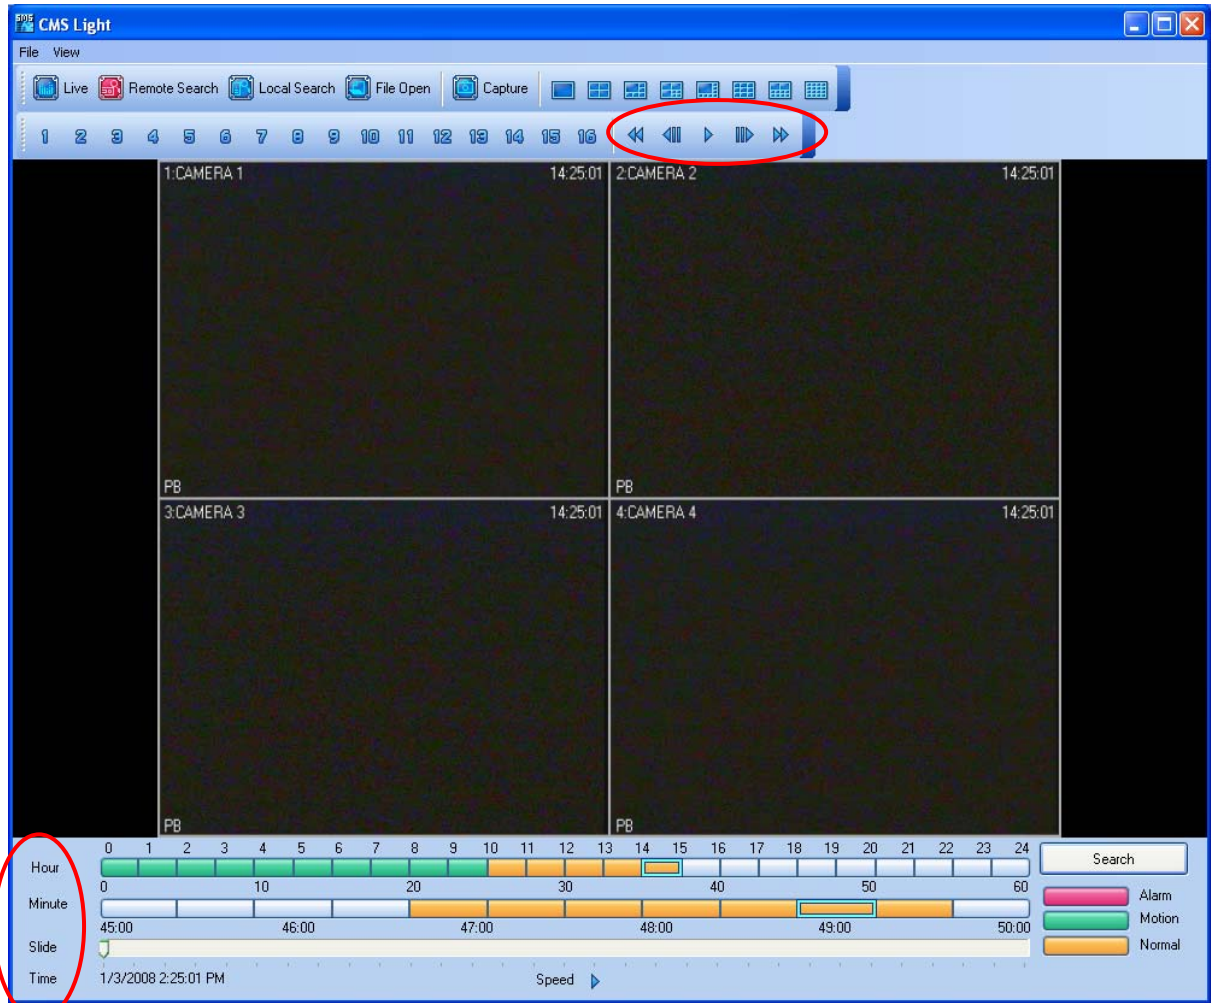 CMS Light
File View
Live Remote Search Local Search File Open Capture
1 2 3 4 5 6 7 8 9 10 11 12 13 14 15 16
1:CAMERA 1 14:25:01 2:CAMERA 2 14:25:01
PB PB
3:CAMERA 3 14:25:01 4:CAMERA 4 14:25:01
PB PB
0 1 2 3 4 5 6 7 8 9 10 11 12 13 14 15 16 17 18 19 20 21 22 23 24
Hour Search
0 10 20 30 40 50 60
Minute Alarm
45:00 46:00 47:00 48:00 49:00 50:00 Motion
Slide Normal
Time 1/3/2008 2:25:01 PM Speed